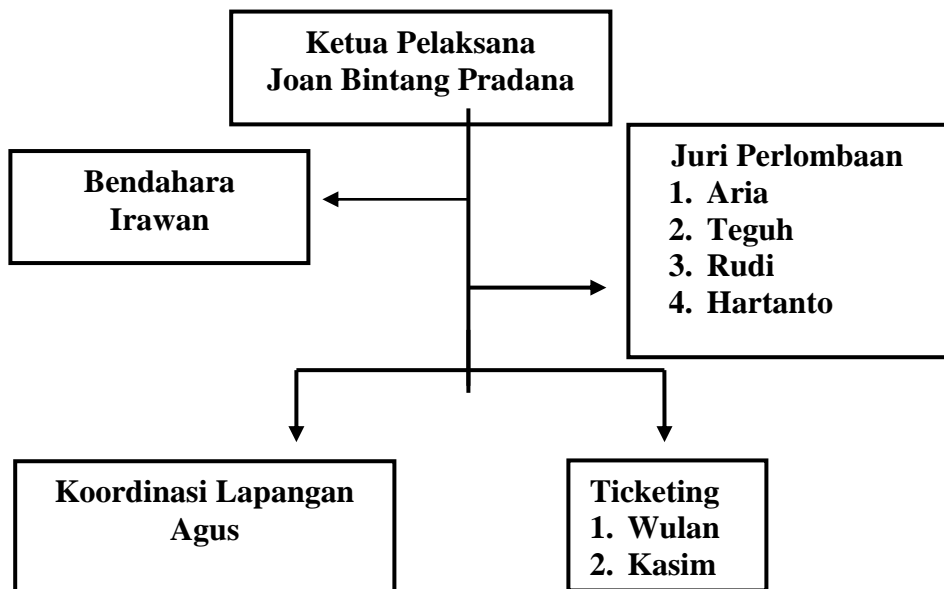 Ketua Pelaksana
Joan Bintang Pradana
Bendahara
Irawan
Juri Perlombaan
1. Aria
2. Teguh
3. Rudi
4. Hartanto
Koordinasi Lapangan
Agus
Ticketing
1. Wulan
2. Kasim